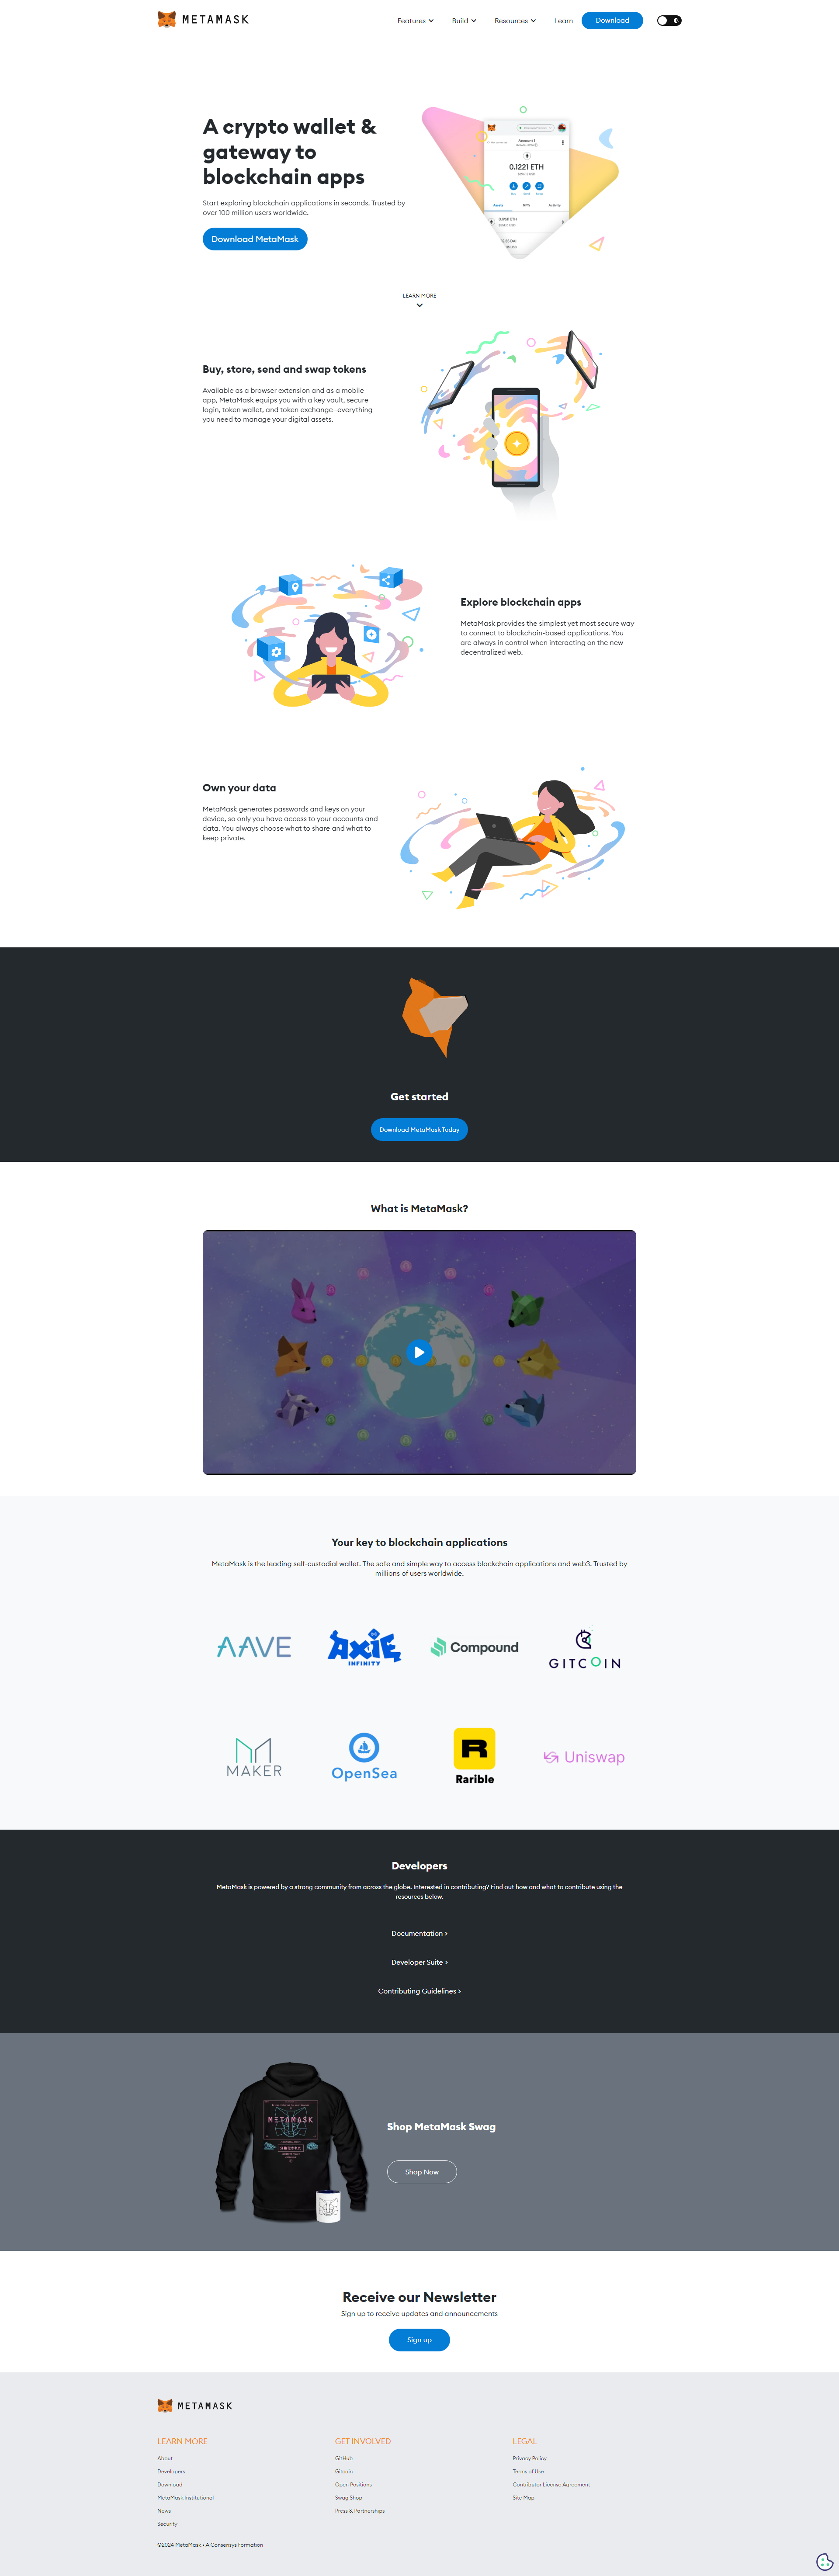 METAMASK
Features
Build
Resources
Learn
Download
A crypto wallet &
gateway to
blockchain apps
Start exploring blockchain applications in seconds. Trusted by
over 100 million users worldwide.
Download MetaMask
Account 1
0.1221 ETH
Buy
Send
Swap
Assets
NFTs
Activity
LEARN MORE
Buy, store, send and swap tokens
Available as a browser extension and as a mobile
app, MetaMask equips you with a key vault, secure
login, token wallet, and token exchange—everything
you need to manage your digital assets.
Explore blockchain apps
MetaMask provides the simplest yet most secure way
to connect to blockchain-based applications. You
are always in control when interacting on the new
decentralized web.
Own your data
MetaMask generates passwords and keys on your
device, so only you have access to your accounts and
data. You always choose what to share and what to
keep private.
Get started
Download MetaMask Today
What is MetaMask?
Your key to blockchain applications
MetaMask is the leading self-custodial wallet. The safe and simple way to access blockchain applications and web3. Trusted by
millions of users worldwide.
AAVE
AXIE
INFINITY
Compound
GITCOIN
MAKER
OpenSea
R
Rarible
Uniswap
Developers
MetaMask is powered by a strong community from across the globe. Interested in contributing? Find out how and what to contribute using the
resources below.
Documentation >
Developer Suite >
Contributing Guidelines >
METAMASK
Shop MetaMask Swag
Shop Now
Receive our Newsletter
Sign up to receive updates and announcements
Sign up
METAMASK
LEARN MORE
About
Developers
Download
MetaMask Institutional
News
Security
GET INVOLVED
GitHub
Gitcoin
Open Positions
Swag Shop
Press & Partnerships
LEGAL
Privacy Policy
Terms of Use
Contributor License Agreement
Site Map
©2024 MetaMask • A Consensys Formation